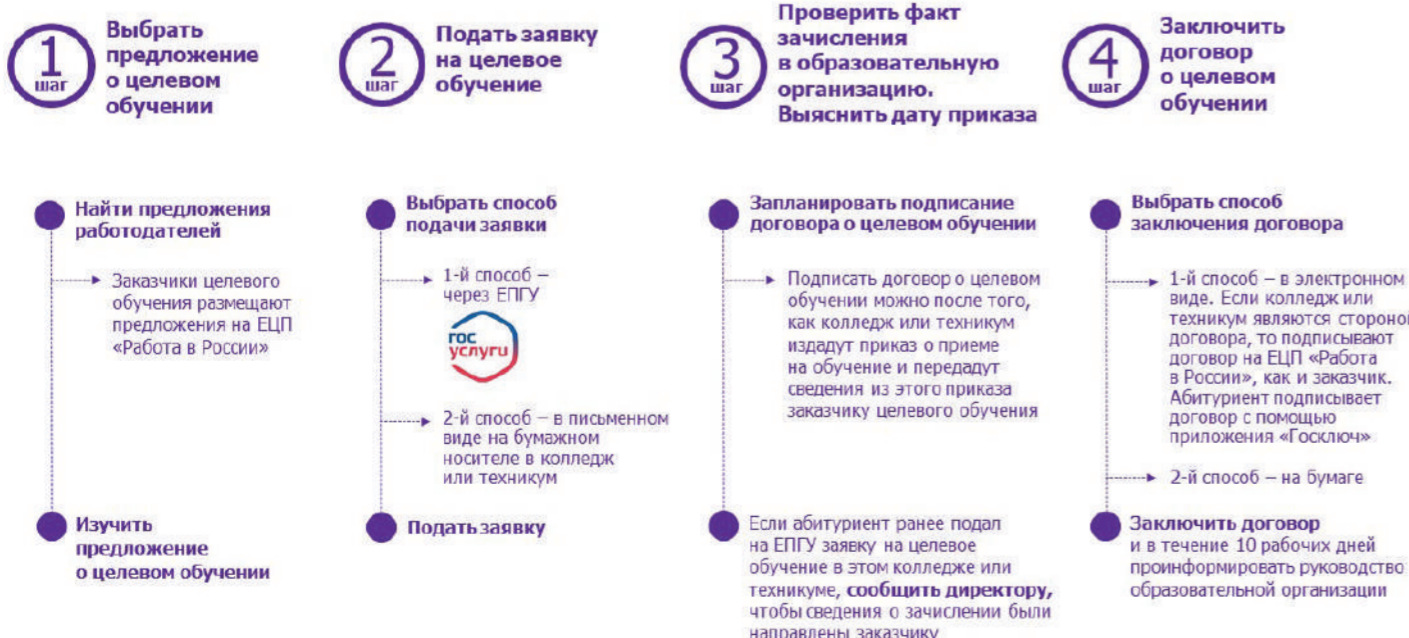 1
шаг
Выбрать
предложение
о целевом
обучении
2
шаг
Подать заявку
на целевое
обучение
3
шаг
Проверить факт
зачисления
в образовательную
организацию.
Выяснить дату приказа
4
шаг
Заключить
договор
о целевом
обучении
Найти предложения
работодателей
Заказчики целевого
обучения размещают
предложения на ЕЦП
«Работа в России»
Изучить
предложение
о целевом обучении
Выбрать способ
подачи заявки
1-й способ –
через ЕПГУ
гос
услуги
2-й способ – в письменном
виде на бумажном
носителе в колледж
или техникум
Подать заявку
Запланировать подписание
договора о целевом обучении
Подписать договор о целевом
обучении можно после того,
как колледж или техникум
издадут приказ о приеме
на обучение и передадут
сведения из этого приказа
заказчику целевого обучения
Если абитуриент ранее подал
на ЕПГУ заявку на целевое
обучение в этом колледже или
техникуме, сообщить директору,
чтобы сведения о зачислении были
направлены заказчику
Выбрать способ
заключения договора
1-й способ – в электронном
виде. Если колледж или
техникум являются стороной
договора, то подписывают
договор на ЕЦП «Работа
в России», как и заказчик.
Абитуриент подписывает
договор с помощью
приложения «Госключ»
2-й способ – на бумаге
Заключить договор
и в течение 10 рабочих дней
проинформировать руководство
образовательной организации